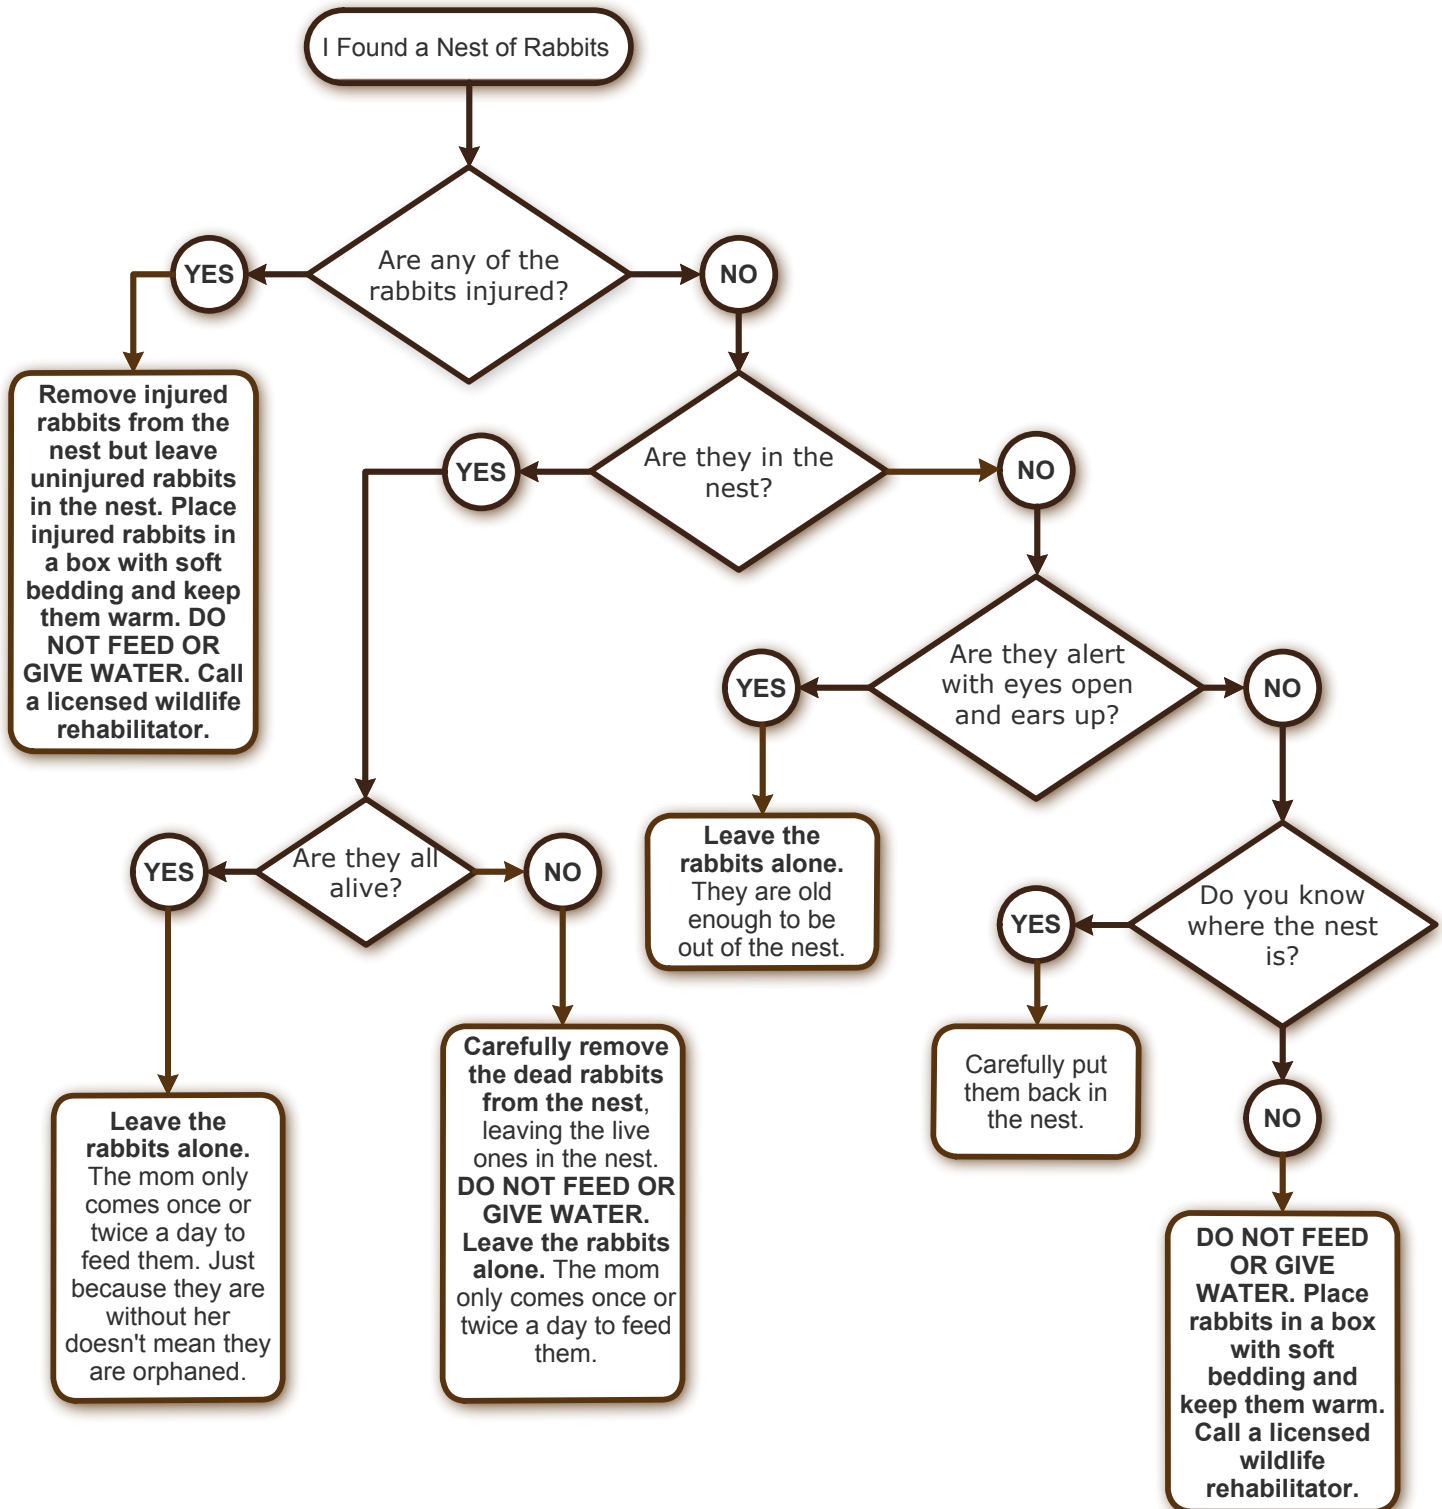 I Found a Nest of Rabbits
Are any of the
rabbits injured?
YES
NO
Remove injured
rabbits from the
nest but leave
uninjured rabbits
in the nest. Place
injured rabbits in
a box with soft
bedding and keep
them warm. DO
NOT FEED OR
GIVE WATER. Call
a licensed wildlife
rehabilitator.
Are they in the
nest?
YES
NO
Are they alert
with eyes open
and ears up?
YES
NO
Leave the
rabbits alone.
They are old
enough to be
out of the nest.
Are they all
alive?
YES
NO
Do you know
where the nest
is?
YES
Carefully put
them back in
the nest.
NO
Leave the
rabbits alone.
The mom only
comes once or
twice a day to
feed them. Just
because they are
without her
doesn't mean they
are orphaned.
Carefully remove
the dead rabbits
from the nest,
leaving the live
ones in the nest.
DO NOT FEED OR
GIVE WATER.
Leave the rabbits
alone. The mom
only comes once or
twice a day to feed
them.
DO NOT FEED
OR GIVE
WATER. Place
rabbits in a box
with soft
bedding and
keep them warm.
Call a licensed
wildlife
rehabilitator.